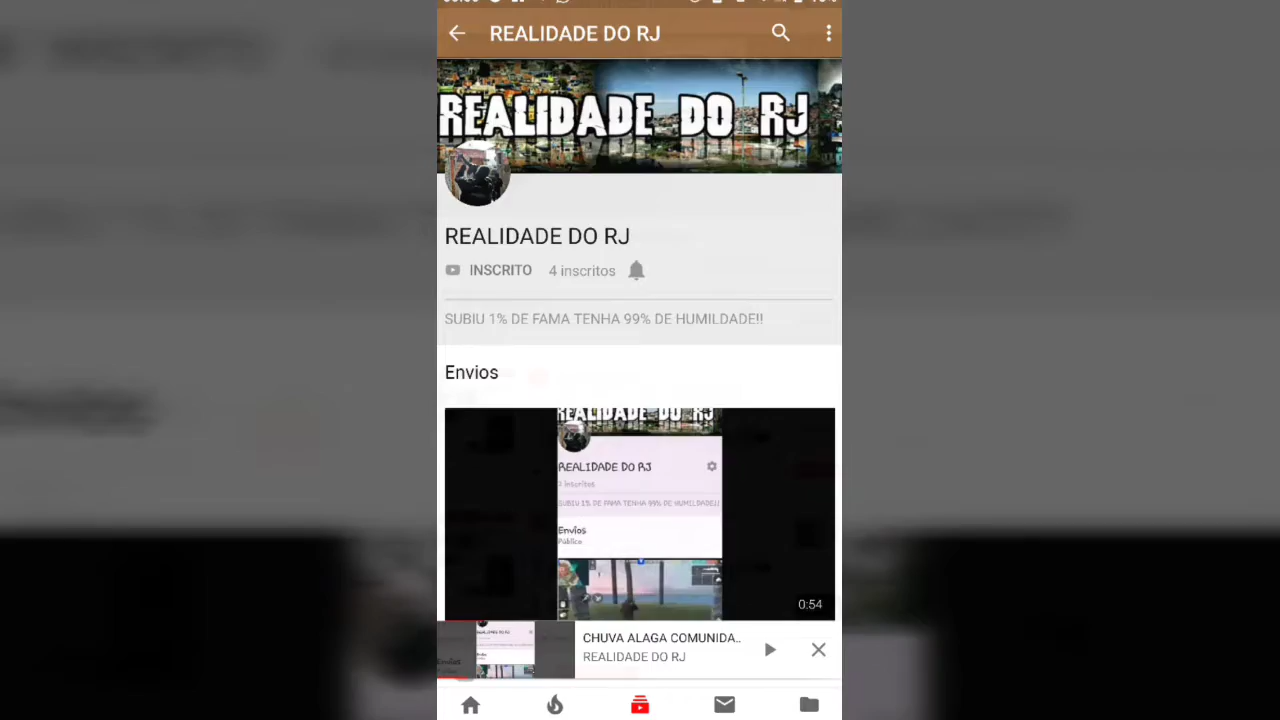 REALIDADE DO RJ
REALIDADE DO RJ
REALIDADE DO RJ
INSCRITO 4 inscritos
SUBIU 1% DE FAMA TENHA 99% DE HUMILDADE!!
Envios
REALIDADE DO RJ
REALIDADE DO RJ
inscritos
SUBIU 1% DE FAMA TENHA 99% DE HUMILDADE!!
Envios
Público
0:54
CHUVA ALAGA COMUNIDA..
REALIDADE DO RJ